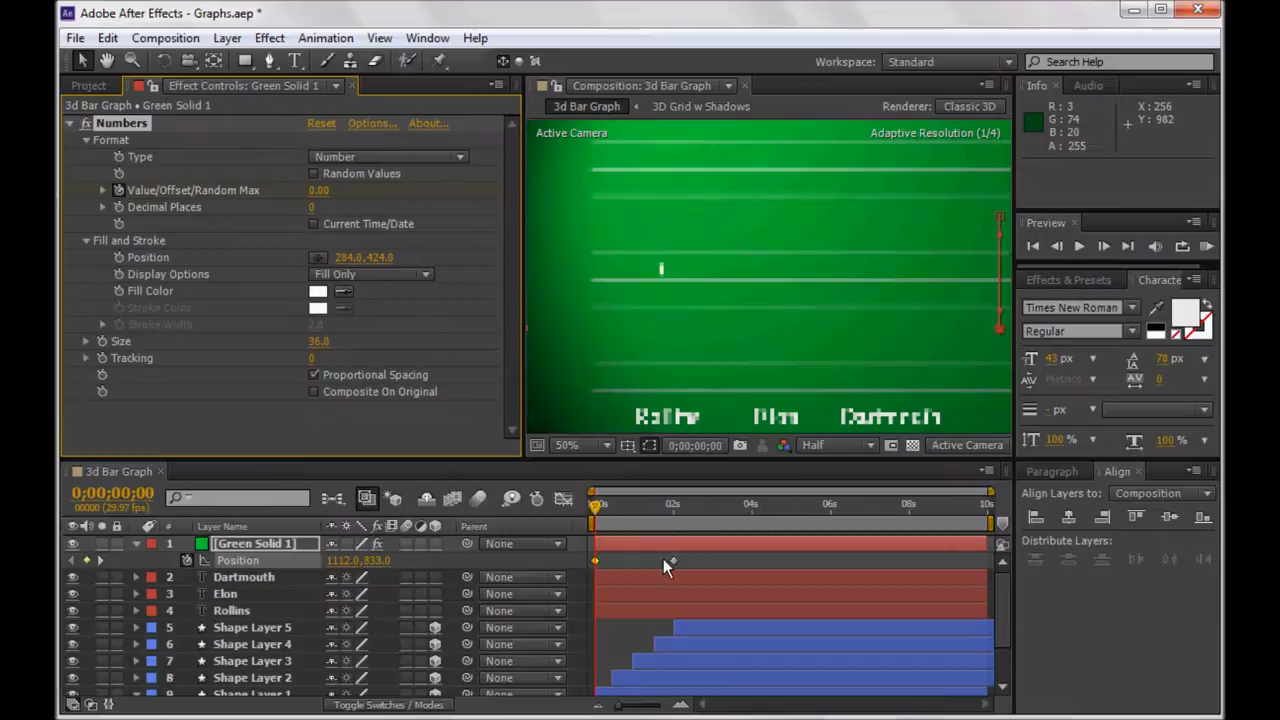 Adobe After Effects - Graphs.aep *
File Edit Composition Layer Effect Animation View Window Help
Workspace: Standard Search Help
Project Effect Controls: Green Solid 1
3d Bar Graph • Green Solid 1
Numbers Reset Options... About...
Format
Type Number
Random Values
Value/Offset/Random Max 0.00
Decimal Places 0
Current Time/Date
Fill and Stroke
Position 284.0,424.0
Display Options Fill Only
Fill Color
Stroke Color
Stroke Width 2.0
Size 36.0
Tracking 0
Proportional Spacing
Composite On Original
Composition: 3d Bar Graph
3d Bar Graph 3D Grid w Shadows Renderer: Classic 3D
Active Camera Adaptive Resolution (1/4)
50% 0;00;00;00 Half Active Camera
Info Audio
R: 3 X: 256
G: 74 Y: 982
B: 20
A: 255
Preview
Effects & Presets Characte
Times New Roman
Regular
43 px 78 px
Metrics 0
- px
100 % 100 %
Paragraph Align
Align Layers to: Composition
Distribute Layers:
3d Bar Graph
0;00;00;00
00000 (29.97 fps)
02s 04s 06s 08s 10s
# Layer Name Parent
1 [Green Solid 1] None
Position 1112.0,833.0
2 Dartmouth None
3 Elon None
4 Rollins None
5 Shape Layer 5 None
6 Shape Layer 4 None
7 Shape Layer 3 None
8 Shape Layer 2 None
9 Shape Layer 1 None
Toggle Switches / Modes